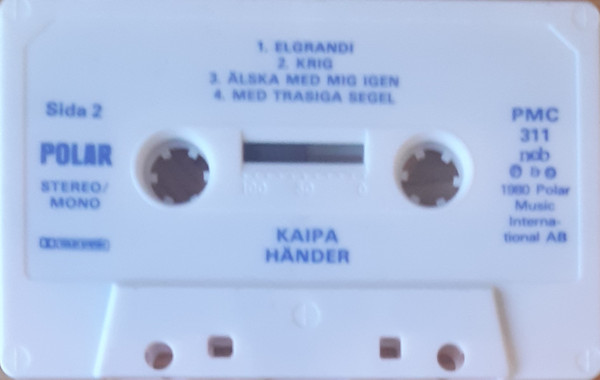 1. ELGRANDI
2. KRIG
3. ÄLSKA MED MIG IGEN
4. MED TRASIGA SEGEL
Sida 2
POLAR
STEREO/
MONO
PMC
311
ncb
Ⓟ & ©
1980 Polar
Music
Interna-
tional AB
100 50 0
KAIPA
HÄNDER